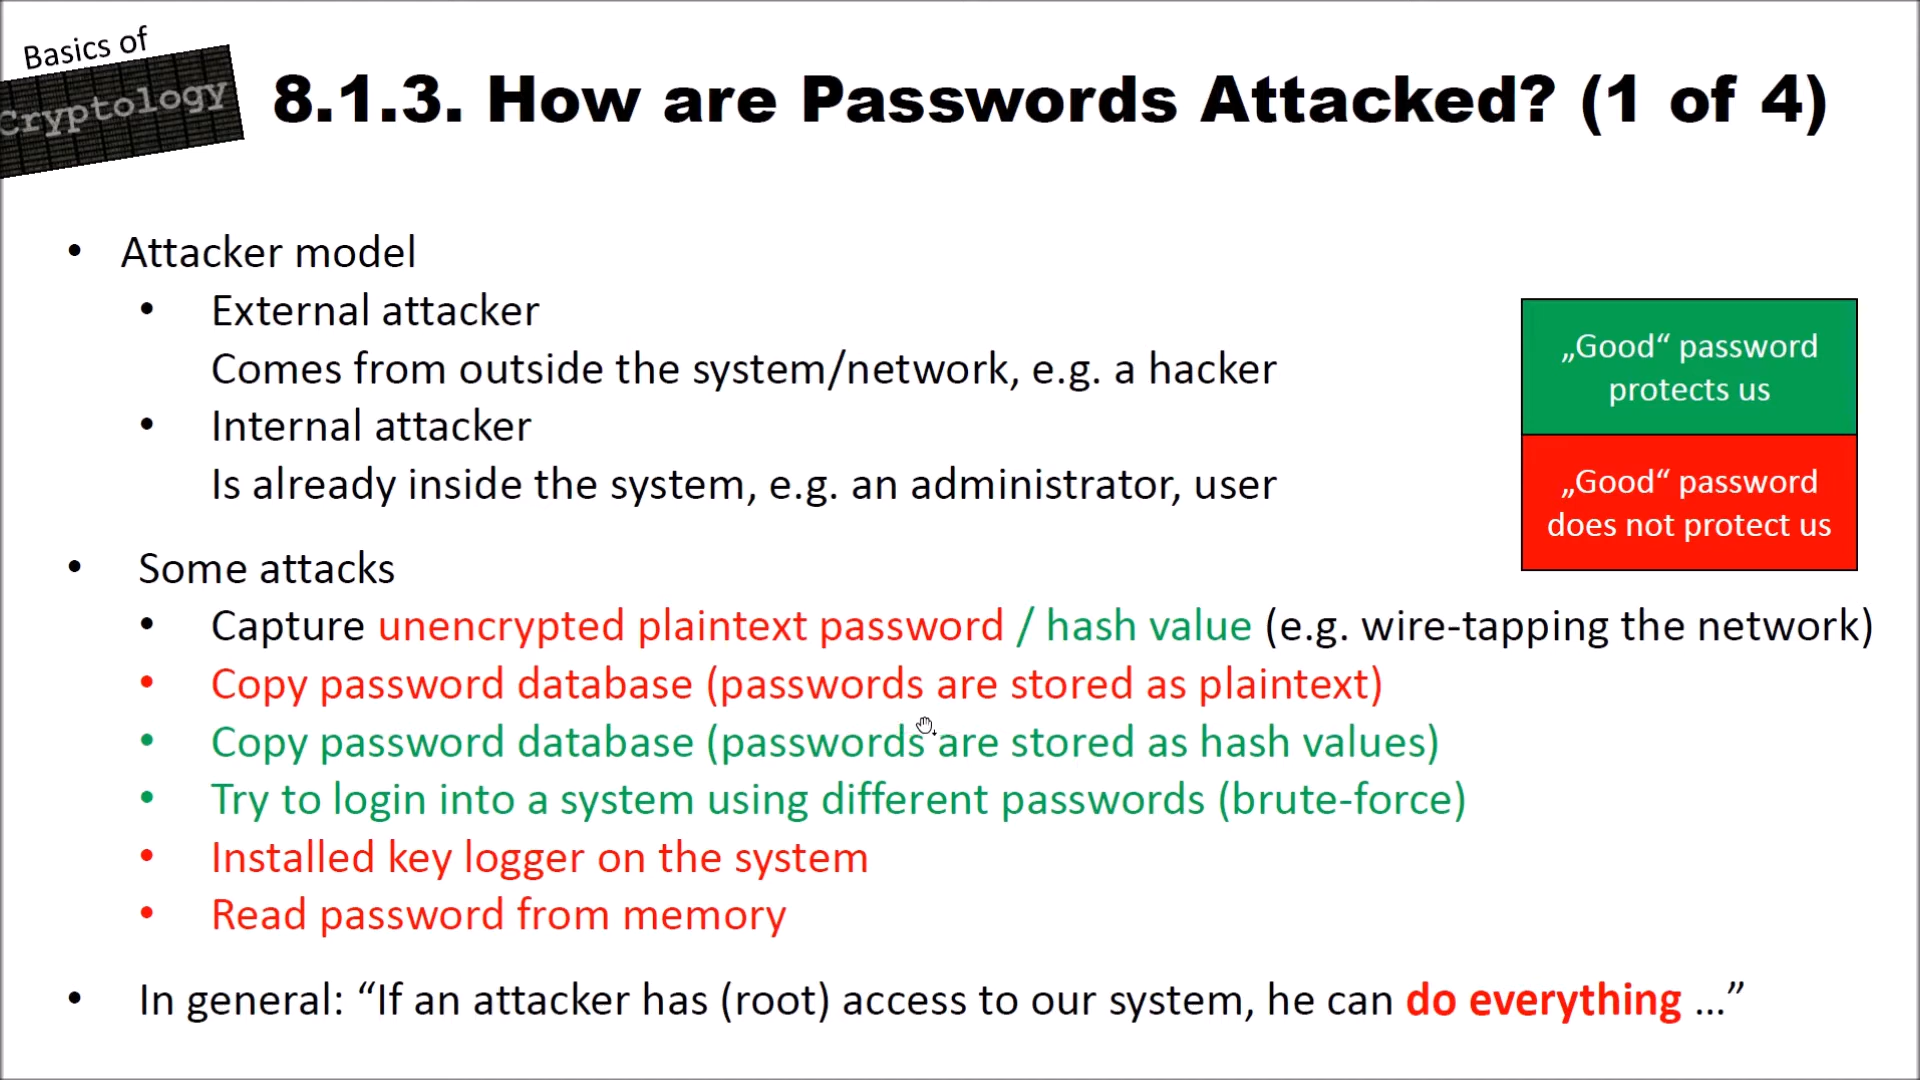 Basics of
Cryptology
8.1.3. How are Passwords Attacked? (1 of 4)
• Attacker model
• External attacker
Comes from outside the system/network, e.g. a hacker
• Internal attacker
Is already inside the system, e.g. an administrator, user
„Good“ password
protects us
„Good“ password
does not protect us
• Some attacks
• Capture unencrypted plaintext password / hash value (e.g. wire-tapping the network)
• Copy password database (passwords are stored as plaintext)
• Copy password database (passwords are stored as hash values)
• Try to login into a system using different passwords (brute-force)
• Installed key logger on the system
• Read password from memory
• In general: “If an attacker has (root) access to our system, he can do everything ...”